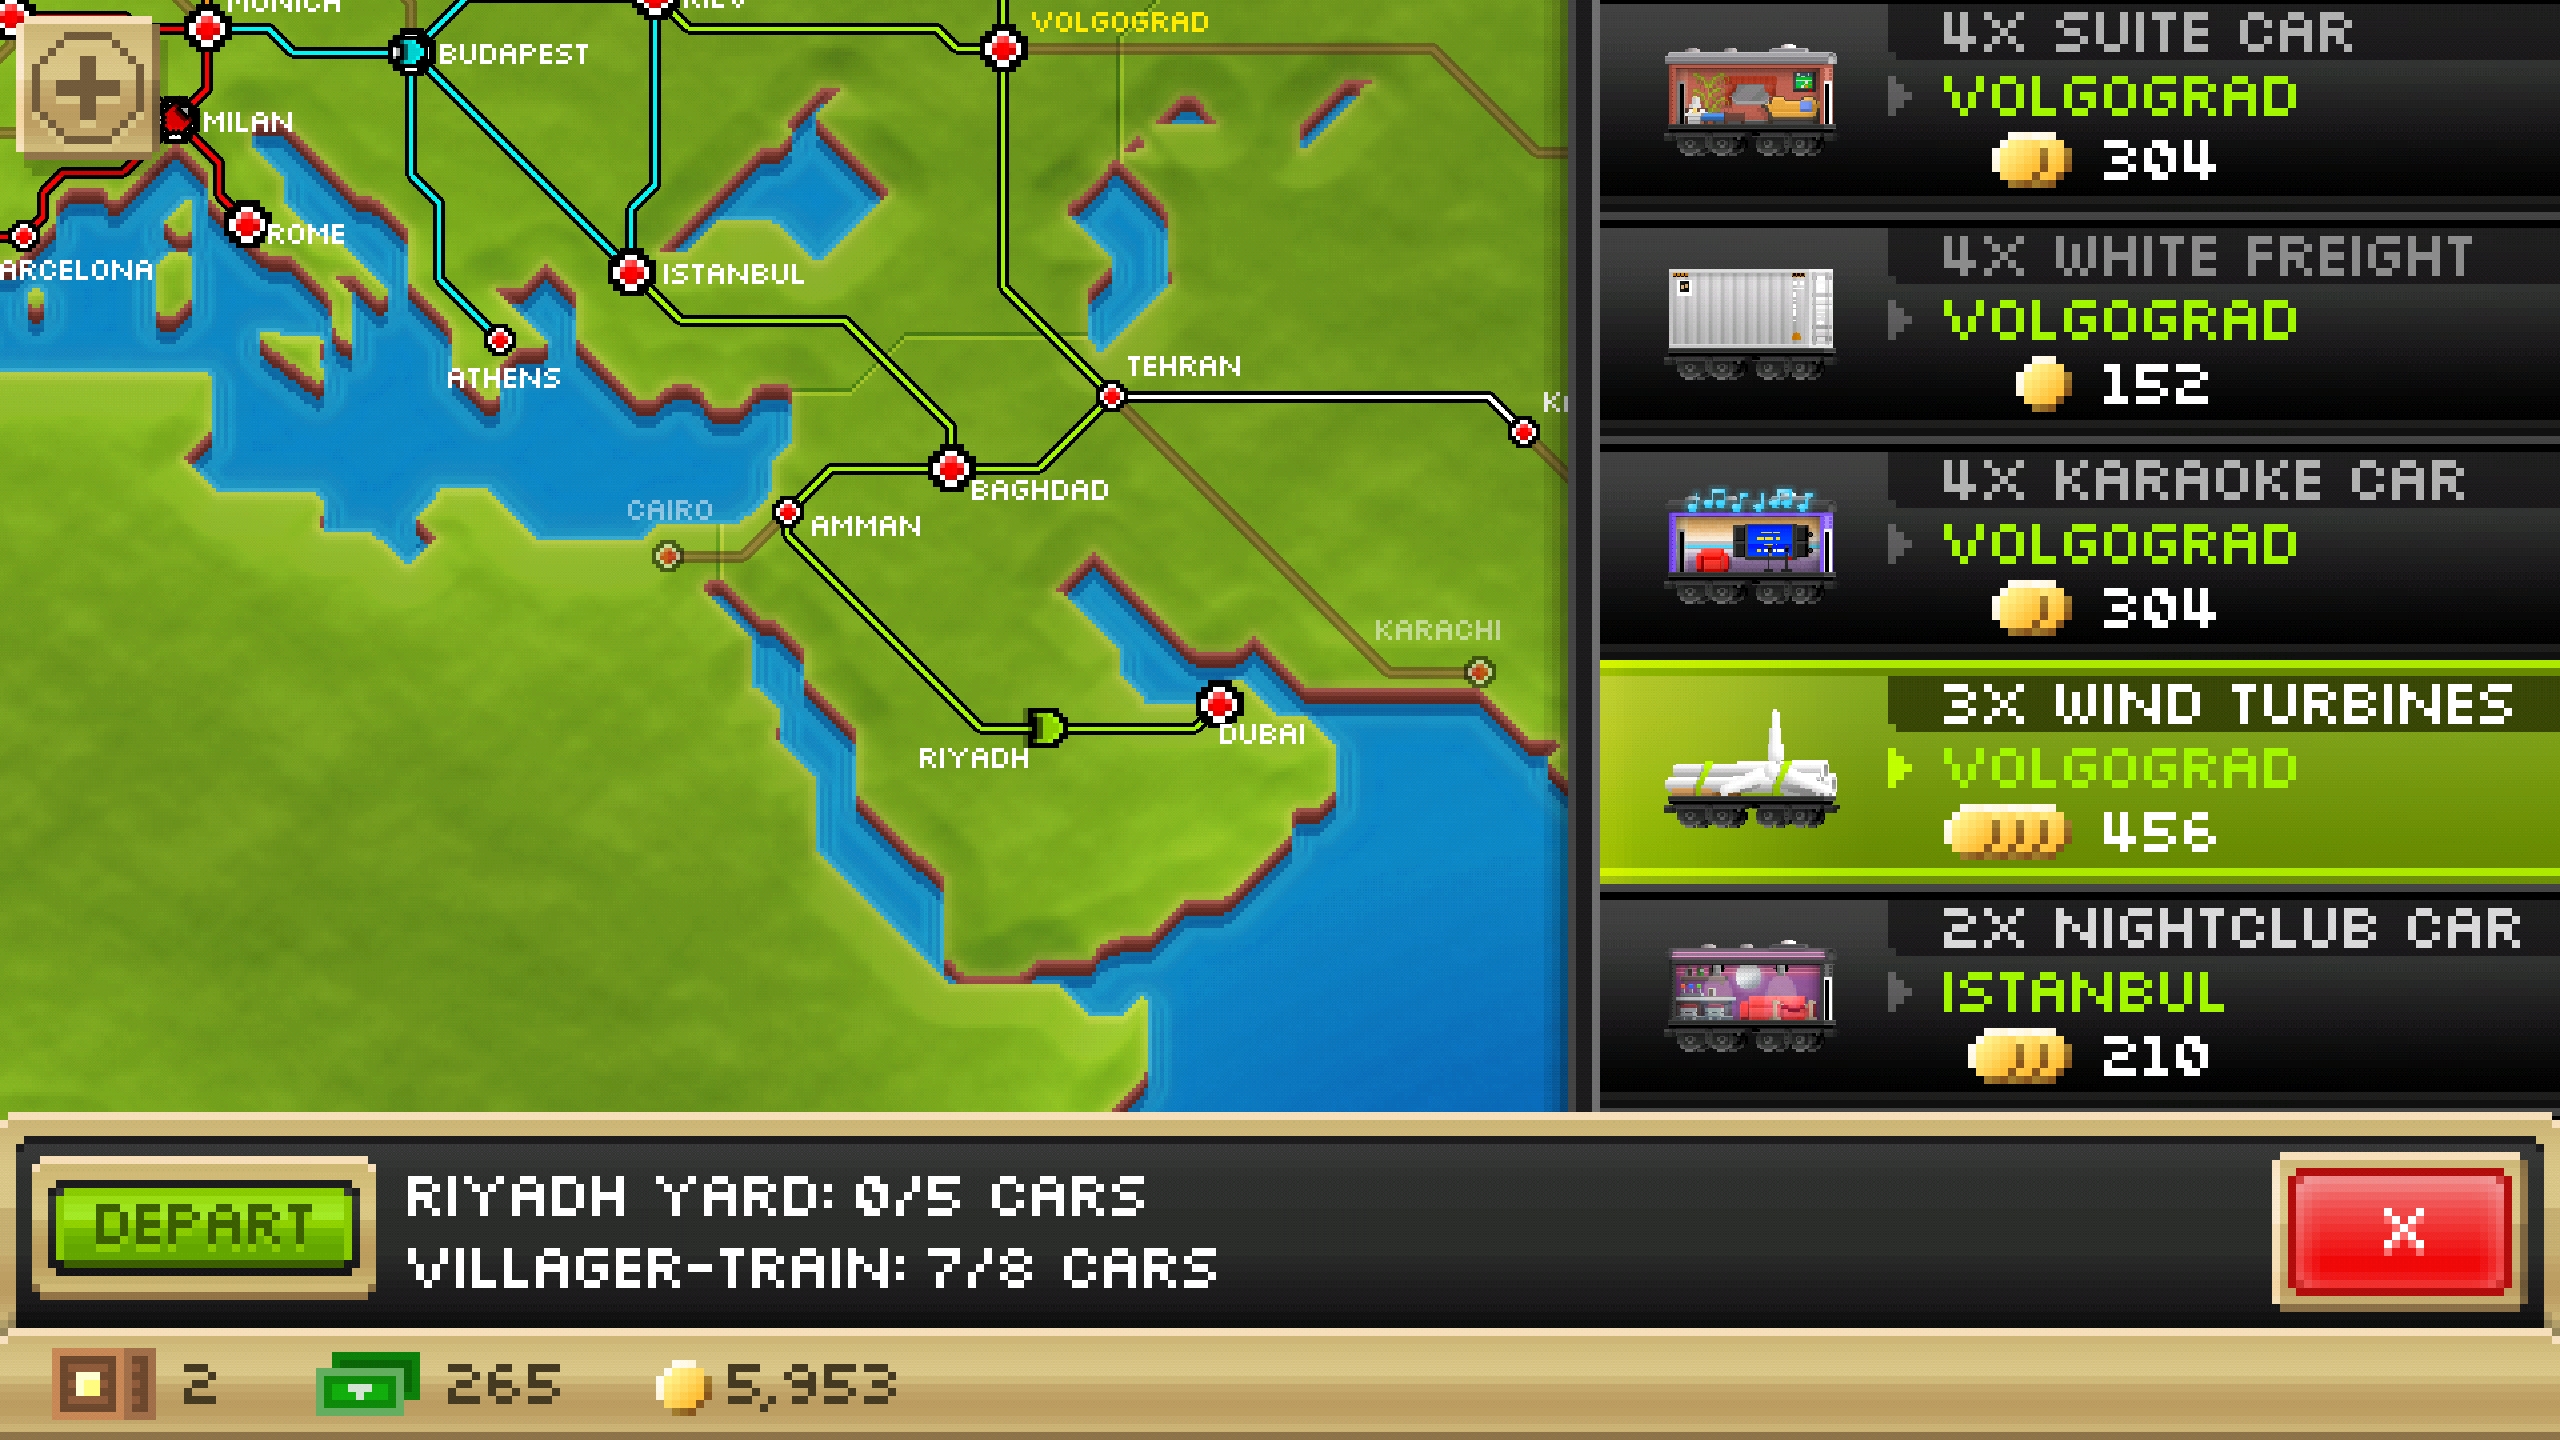 VOLGOGRAD
BUDAPEST
MILAN
ROME
ISTANBUL
ATHENS
TEHRAN
BAGHDAD
CAIRO
AMMAN
KARACHI
RIYADH
DUBAI
4X SUITE CAR
VOLGOGRAD
304
4X WHITE FREIGHT
VOLGOGRAD
152
4X KARAOKE CAR
VOLGOGRAD
304
3X WIND TURBINES
VOLGOGRAD
456
2X NIGHTCLUB CAR
ISTANBUL
210
DEPART
RIYADH YARD: 0/5 CARS
VILLAGER-TRAIN: 7/8 CARS
X
2
265
5,953